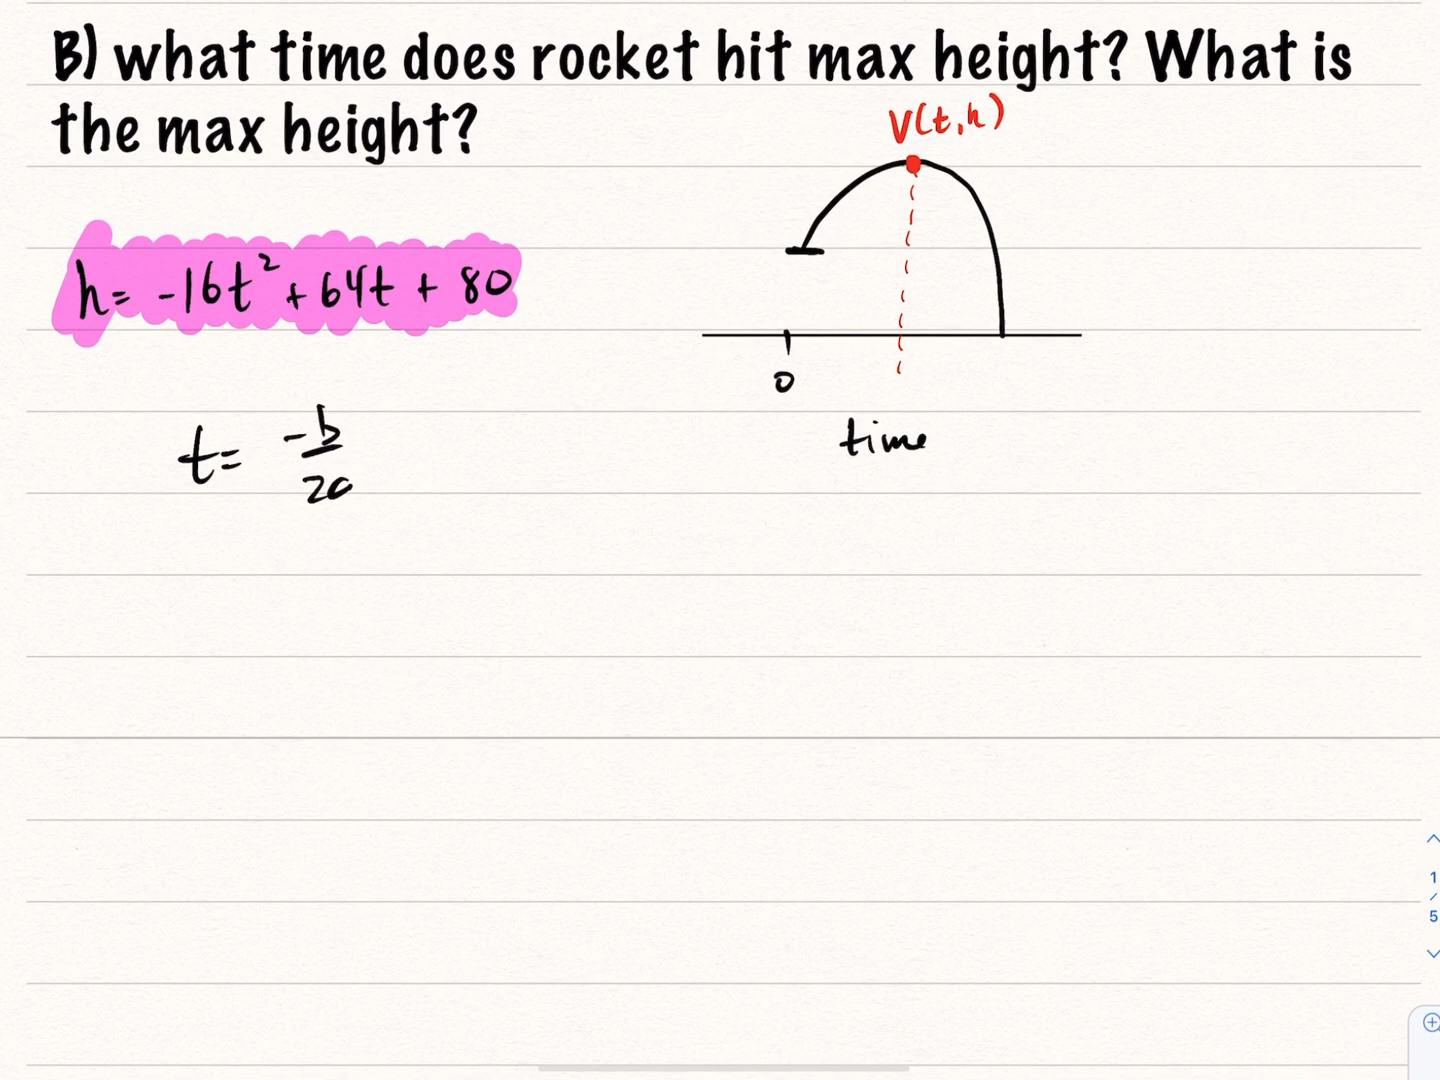 B) what time does rocket hit max height? What is
the max height?
V(t,h)
h= -16t² + 64t + 80
0
t= -b
2a
time
1
/
5